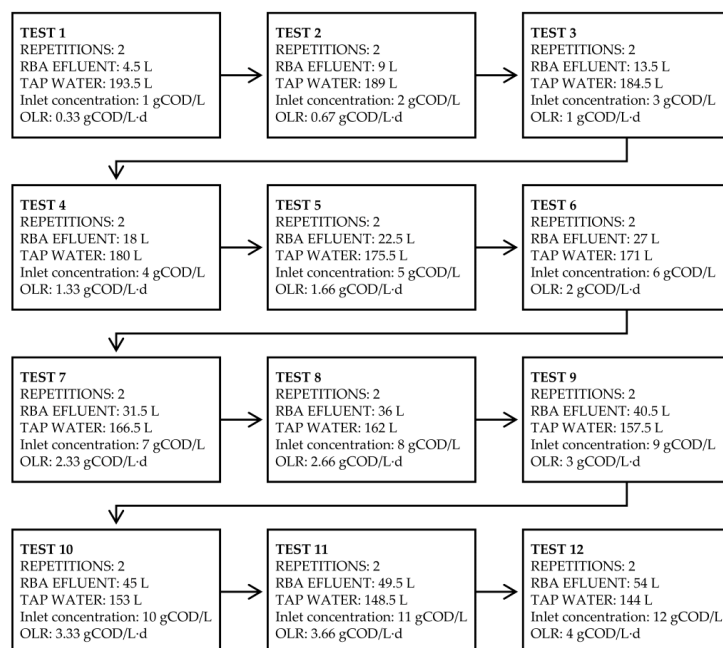 TEST 1
REPETITIONS: 2
RBA EFLUENT: 4.5 L
TAP WATER: 193.5 L
Inlet concentration: 1 gCOD/L
OLR: 0.33 gCOD/L·d
TEST 2
REPETITIONS: 2
RBA EFLUENT: 9 L
TAP WATER: 189 L
Inlet concentration: 2 gCOD/L
OLR: 0.67 gCOD/L·d
TEST 3
REPETITIONS: 2
RBA EFLUENT: 13.5 L
TAP WATER: 184.5 L
Inlet concentration: 3 gCOD/L
OLR: 1 gCOD/L·d
TEST 4
REPETITIONS: 2
RBA EFLUENT: 18 L
TAP WATER: 180 L
Inlet concentration: 4 gCOD/L
OLR: 1.33 gCOD/L·d
TEST 5
REPETITIONS: 2
RBA EFLUENT: 22.5 L
TAP WATER: 175.5 L
Inlet concentration: 5 gCOD/L
OLR: 1.66 gCOD/L·d
TEST 6
REPETITIONS: 2
RBA EFLUENT: 27 L
TAP WATER: 171 L
Inlet concentration: 6 gCOD/L
OLR: 2 gCOD/L·d
TEST 7
REPETITIONS: 2
RBA EFLUENT: 31.5 L
TAP WATER: 166.5 L
Inlet concentration: 7 gCOD/L
OLR: 2.33 gCOD/L·d
TEST 8
REPETITIONS: 2
RBA EFLUENT: 36 L
TAP WATER: 162 L
Inlet concentration: 8 gCOD/L
OLR: 2.66 gCOD/L·d
TEST 9
REPETITIONS: 2
RBA EFLUENT: 40.5 L
TAP WATER: 157.5 L
Inlet concentration: 9 gCOD/L
OLR: 3 gCOD/L·d
TEST 10
REPETITIONS: 2
RBA EFLUENT: 45 L
TAP WATER: 153 L
Inlet concentration: 10 gCOD/L
OLR: 3.33 gCOD/L·d
TEST 11
REPETITIONS: 2
RBA EFLUENT: 49.5 L
TAP WATER: 148.5 L
Inlet concentration: 11 gCOD/L
OLR: 3.66 gCOD/L·d
TEST 12
REPETITIONS: 2
RBA EFLUENT: 54 L
TAP WATER: 144 L
Inlet concentration: 12 gCOD/L
OLR: 4 gCOD/L·d